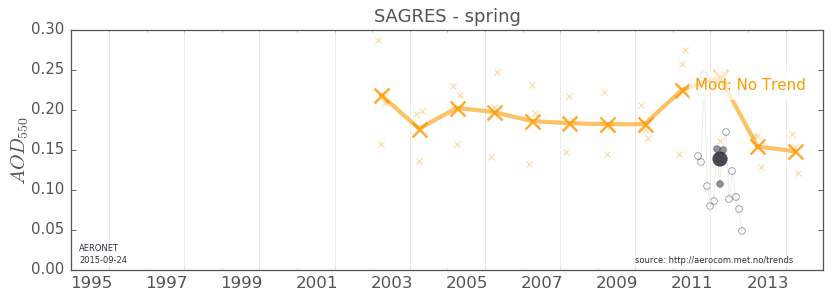 SAGRES - spring
0.30
0.25
0.20
0.15
0.10
0.05
0.00
AOD550
Mod: No Trend
AERONET
2015-09-24
source: http://aerocom.met.no/trends
1995 1997 1999 2001 2003 2005 2007 2009 2011 2013